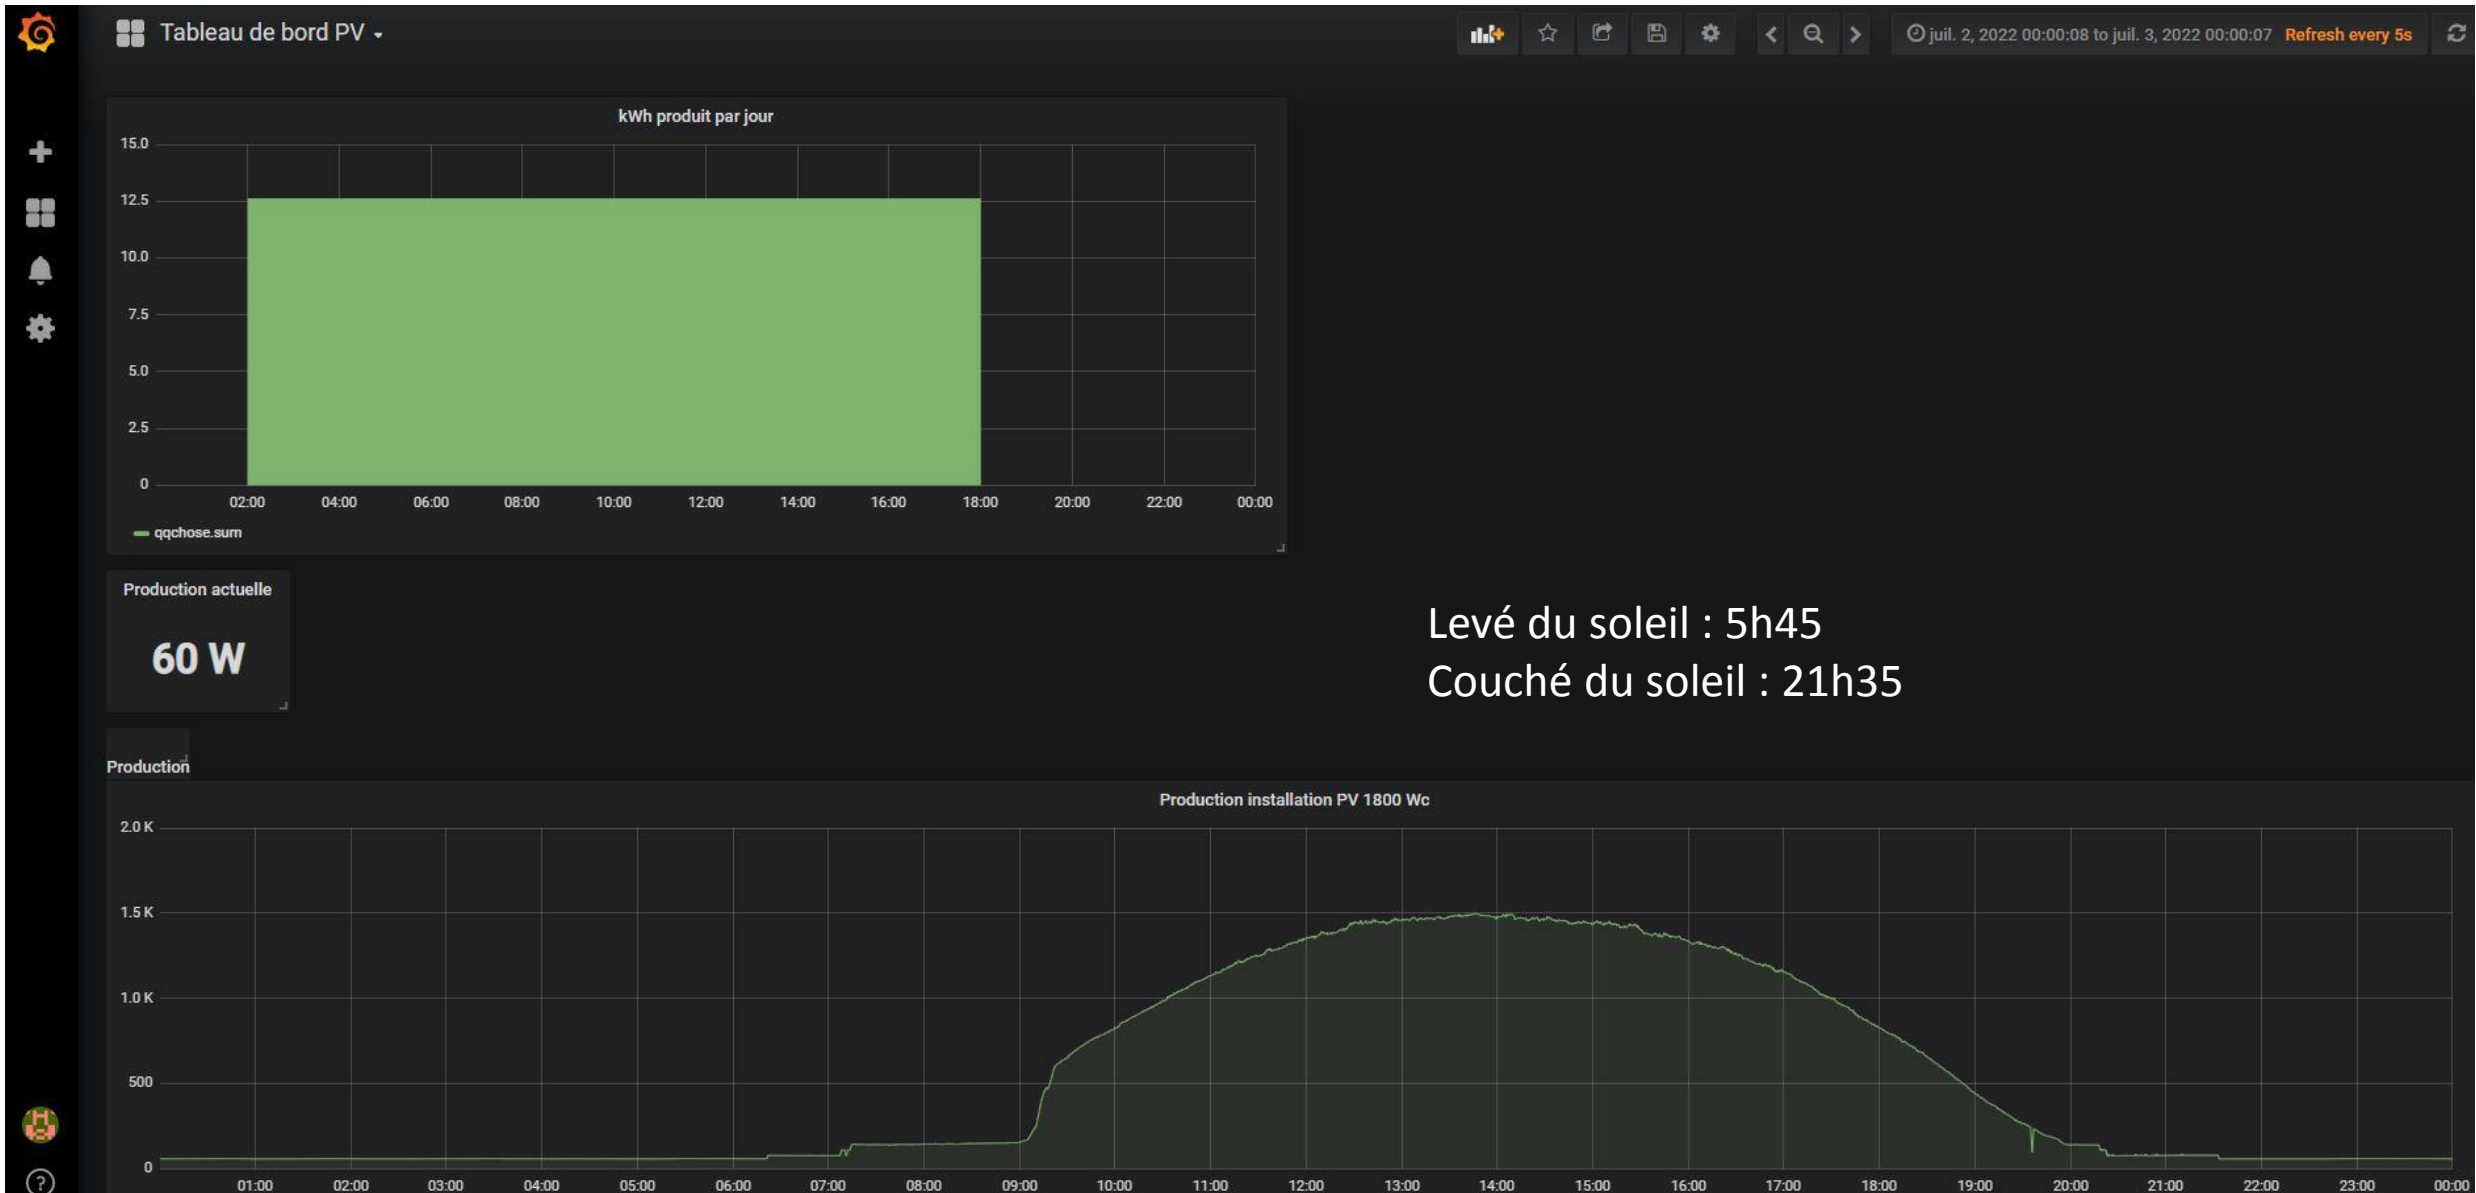 Tableau de bord PV
juil. 2, 2022 00:00:08 to juil. 3, 2022 00:00:07 Refresh every 5s
kWh produit par jour
15.0
12.5
10.0
7.5
5.0
2.5
0
02:00 04:00 06:00 08:00 10:00 12:00 14:00 16:00 18:00 20:00 22:00 00:00
qqchose.sum
Production actuelle
60 W
Levé du soleil : 5h45
Couché du soleil : 21h35
Production
Production installation PV 1800 Wc
2.0 K
1.5 K
1.0 K
500
0
01:00 02:00 03:00 04:00 05:00 06:00 07:00 08:00 09:00 10:00 11:00 12:00 13:00 14:00 15:00 16:00 17:00 18:00 19:00 20:00 21:00 22:00 23:00 00:00